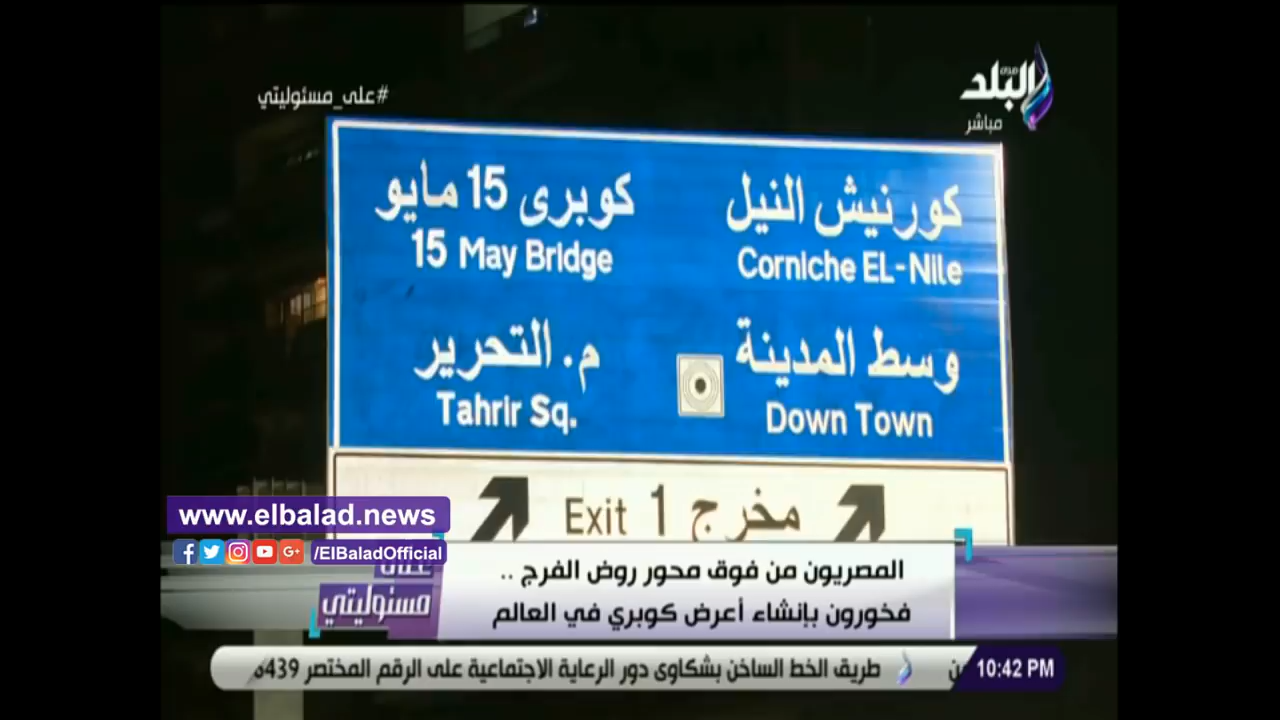 #على_مسئوليتي
صدى البلد
مباشر
كورنيش النيل
Corniche EL-Nile
كوبرى 15 مايو
15 May Bridge
وسط المدينة
Down Town
م. التحرير
Tahrir Sq.
مخرج 1 Exit
www.elbalad.news
/ElBaladOfficial
على
مسئوليتي
المصريون من فوق محور روض الفرج ..
فخورون بإنشاء أعرض كوبري في العالم
طريق الخط الساخن بشكاوى دور الرعاية الاجتماعية على الرقم المختصر
10:42 PM